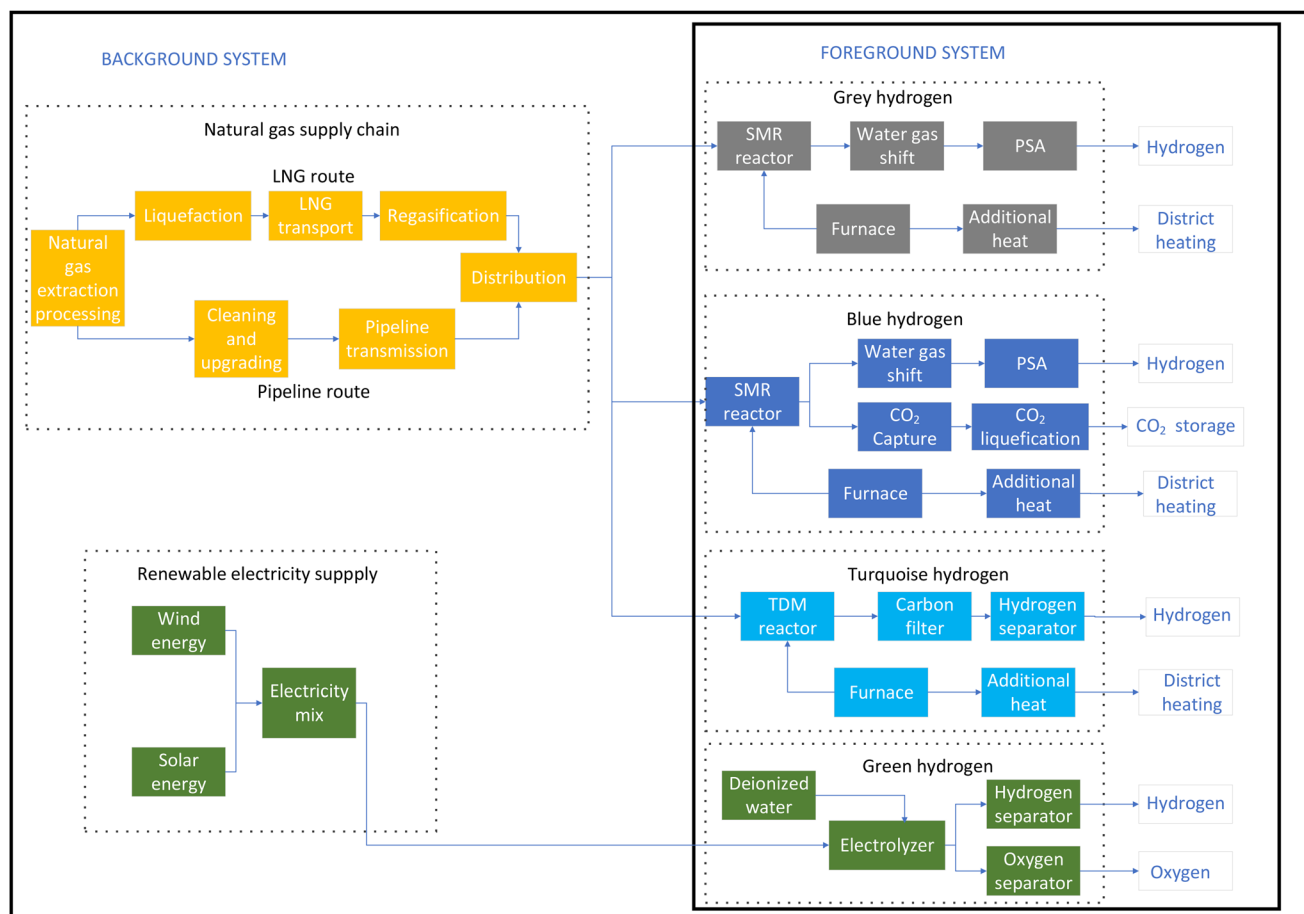 BACKGROUND SYSTEM
Natural gas supply chain
LNG route
Liquefaction
LNG
transport
Regasification
Natural
gas
extraction
processing
Distribution
Cleaning
and
upgrading
Pipeline
transmission
Pipeline route
Renewable electricity suppply
Wind
energy
Electricity
mix
Solar
energy
FOREGROUND SYSTEM
Grey hydrogen
SMR
reactor
Water gas
shift
PSA
Hydrogen
Furnace
Additional
heat
District
heating
Blue hydrogen
SMR
reactor
Water gas
shift
PSA
Hydrogen
CO₂
Capture
CO₂
liquefication
CO₂ storage
Furnace
Additional
heat
District
heating
Turquoise hydrogen
TDM
reactor
Carbon
filter
Hydrogen
separator
Hydrogen
Furnace
Additional
heat
District
heating
Green hydrogen
Deionized
water
Electrolyzer
Hydrogen
separator
Hydrogen
Oxygen
separator
Oxygen